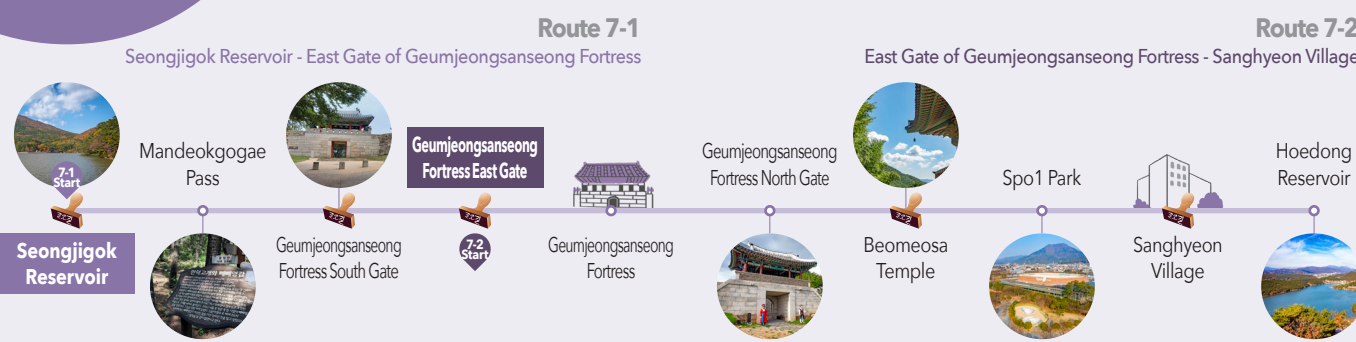 Route 7-1
Seongjigok Reservoir - East Gate of Geumjeongsanseong Fortress
Route 7-2
East Gate of Geumjeongsanseong Fortress - Sanghyeon Village
7-1
Start
Seongjigok
Reservoir
Mandeokgogae
Pass
Geumjeongsanseong
Fortress South Gate
Geumjeongsanseong
Fortress East Gate
7-2
Start
Geumjeongsanseong
Fortress
Geumjeongsanseong
Fortress North Gate
Beomeosa
Temple
Spo1 Park
Sanghyeon
Village
Hoedong
Reservoir